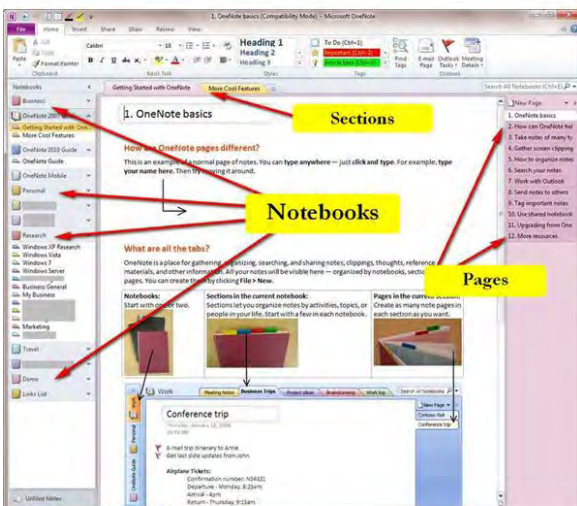 1. OneNote basics [Compatibility Mode] - Microsoft OneNote
File Home Insert Share Draw Review View
Paste
Cut
Copy
Format Painter
Clipboard
Calibri
Basic Text
Heading 1
Heading 2
Heading 3
Styles
To Do (Ctrl+1)
Important (Ctrl+2)
Tags
Find Tags
E-mail Page
Outlook Tasks
Meeting Details
Outlook
Notebooks
Business
OneNote 2007
Getting Started with One
More Cool Features
OneNote 2010 Guide
OneNote Guide
OneNote Mobile
Personal
Research
Windows XP Research
Windows Vista
Windows 7
Windows Server
Business General
My Business
Marketing
Travel
Demo
Links List
Unfiled Notes
Getting Started with OneNote More Cool Features
Search All Notebooks (Ctrl+E)
Sections
Notebooks
Pages
1. OneNote basics
How are OneNote pages different?
This is an example of a normal page of notes. You can type anywhere — just click and type. For example, type
your name here. Then try moving it around.
What are all the tabs?
OneNote is a place for gathering, organizing, searching, and sharing notes, clippings, thoughts, reference
materials, and other information. All your notes will be visible here — organized by notebooks,
pages. You can create them by clicking File > New.
Notebooks:
Start with one or two.
Sections in the current notebook:
Sections let you organize notes by activities, topics, or
people in your life. Start with a few in each notebook.
Pages in the current section:
Create as many note pages in
each section as you want.
Work
Meeting Notes Business Trips Project ideas Brainstorming Work log
Search All Notebooks
Personal
OneNote Guide
Conference trip
E-mail trip itinerary to Anne
Get last slide updates from John
Airplane Tickets:
Confirmation number: N34321
Departure - Monday, 8:25am
Arrival - 4pm
Return - Thursday, 9:15am
New Page
Contoso Visit
Conference trip
New Page
1. OneNote basics
2. How can OneNote hel
3. Take notes of many ty
4. Gather screen clipping
5. How to organize notes
6. Search your notes
7. Work with Outlook
8. Send notes to others
9. Tag important notes
10. Use shared notebook
11. Upgrading from One
12. More resources